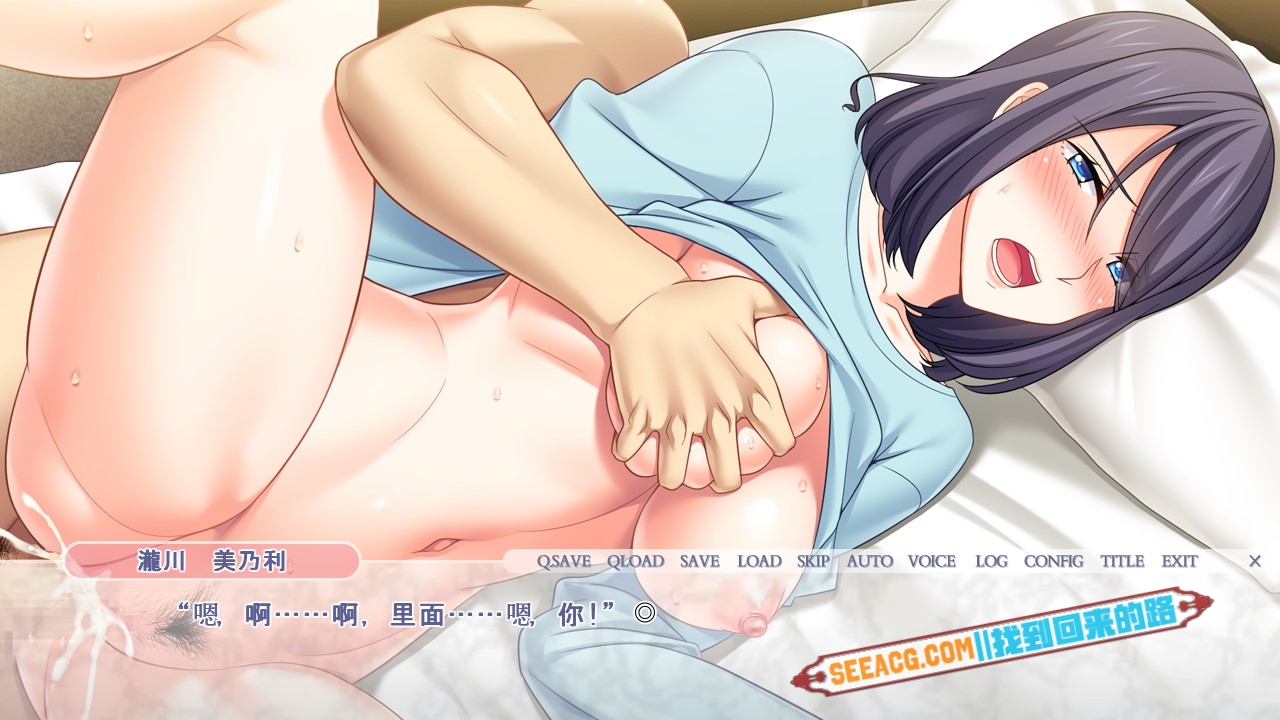 瀧川 美乃利
QSAVE QLOAD SAVE LOAD SKIP AUTO VOICE LOG CONFIG TITLE EXIT ×
“嗯, 啊……啊, 里面……嗯, 你!” ◎
SEEACG.COM||找到回来的路